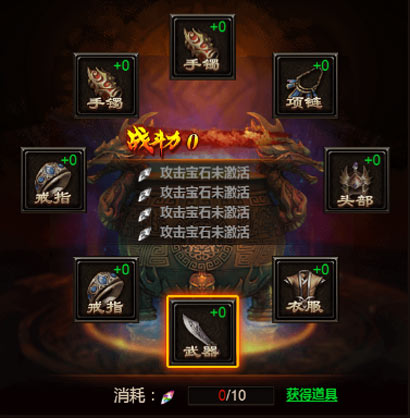 +0
手镯
+0
手镯
+0
项链
战斗力 0
+0
戒指
攻击宝石未激活
攻击宝石未激活
攻击宝石未激活
攻击宝石未激活
+0
头部
+0
戒指
+0
衣服
+0
武器
消耗： 0/10 获得道具